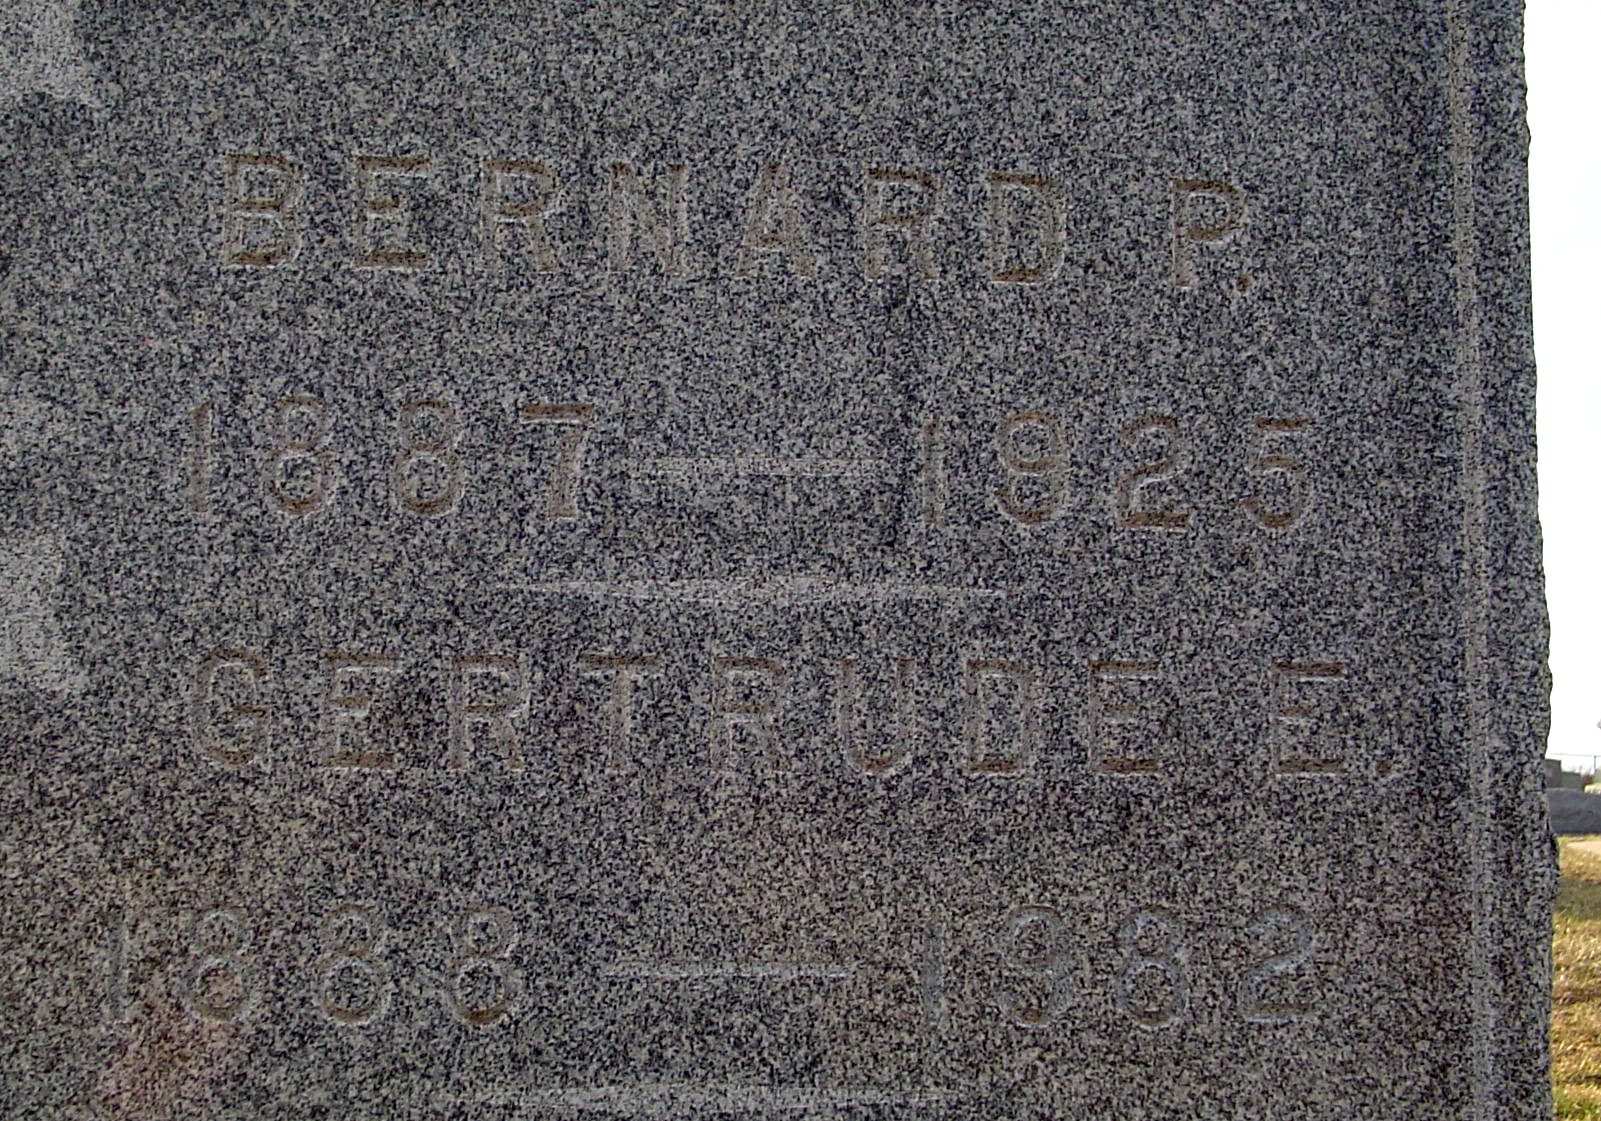 BERNARD P.
1887 — 1925
GERTRUDE E.
1888 — 1982